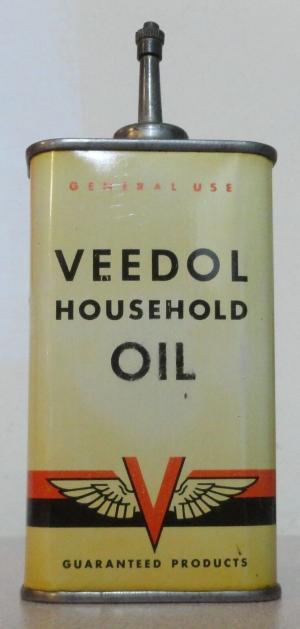 GENERAL USE
VEEDOL
HOUSEHOLD
OIL
V
GUARANTEED PRODUCTS